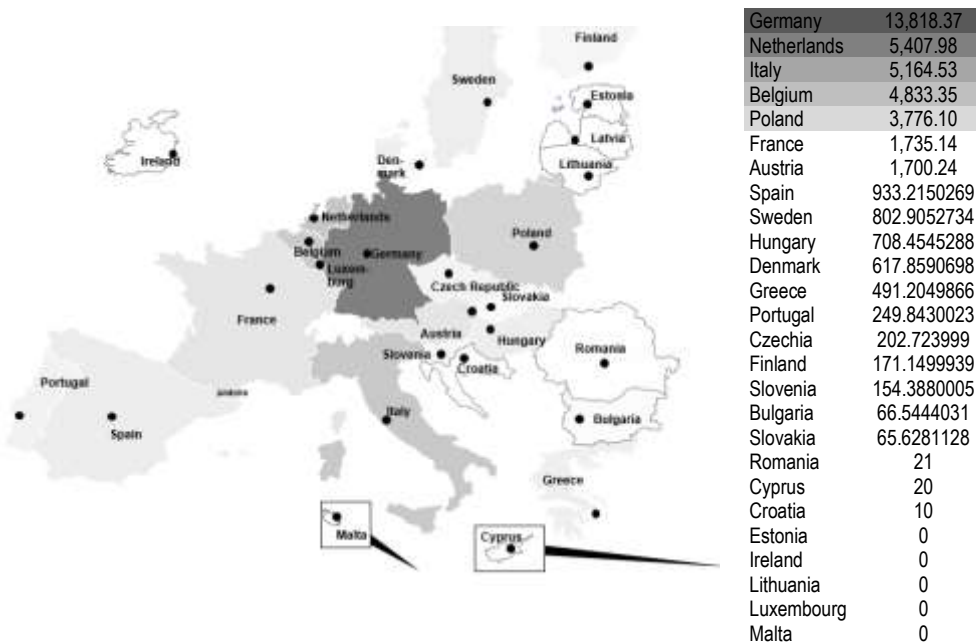 Finland
Sweden
Estonia
Latvia
Ireland
Lithuania
Den-
mark
Netherlands
Poland
Belgium
Germany
Luxem-
burg
Czech Republic
Slovakia
France
Austria
Hungary
Slovenia
Romania
Croatia
Portugal
Andorra
Italy
Bulgaria
Spain
Greece
Malta
Cyprus
Germany 13,818.37
Netherlands 5,407.98
Italy 5,164.53
Belgium 4,833.35
Poland 3,776.10
France 1,735.14
Austria 1,700.24
Spain 933.2150269
Sweden 802.9052734
Hungary 708.4545288
Denmark 617.8590698
Greece 491.2049866
Portugal 249.8430023
Czechia 202.723999
Finland 171.1499939
Slovenia 154.3880005
Bulgaria 66.5444031
Slovakia 65.6281128
Romania 21
Cyprus 20
Croatia 10
Estonia 0
Ireland 0
Lithuania 0
Luxembourg 0
Malta 0